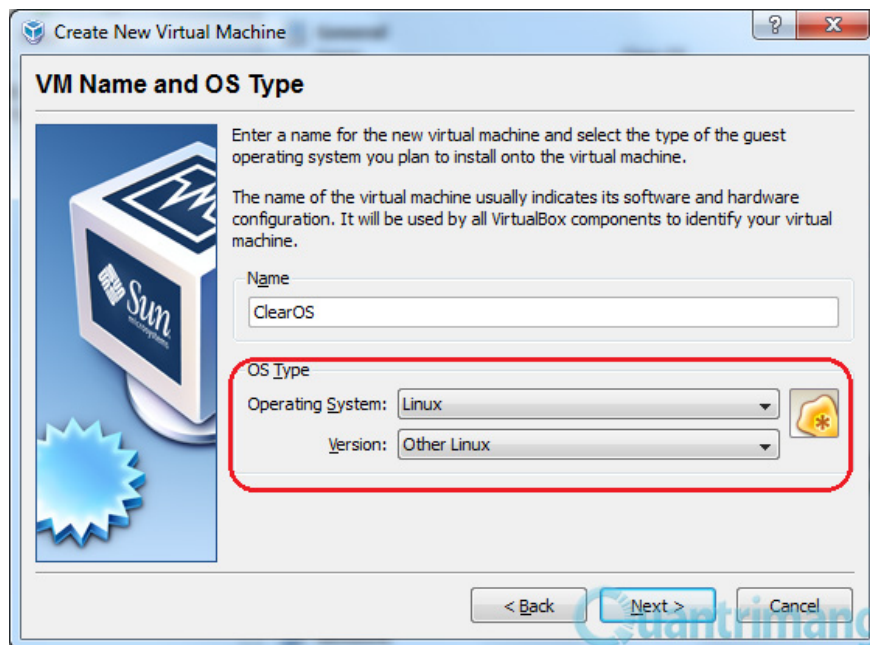 Create New Virtual Machine
VM Name and OS Type
Enter a name for the new virtual machine and select the type of the guest
operating system you plan to install onto the virtual machine.
The name of the virtual machine usually indicates its software and hardware
configuration. It will be used by all VirtualBox components to identify your virtual
machine.
Name
ClearOS
OS Type
Operating System: Linux
Version: Other Linux
Sun
microsystems
< Back Next > Cancel
Quantrimang